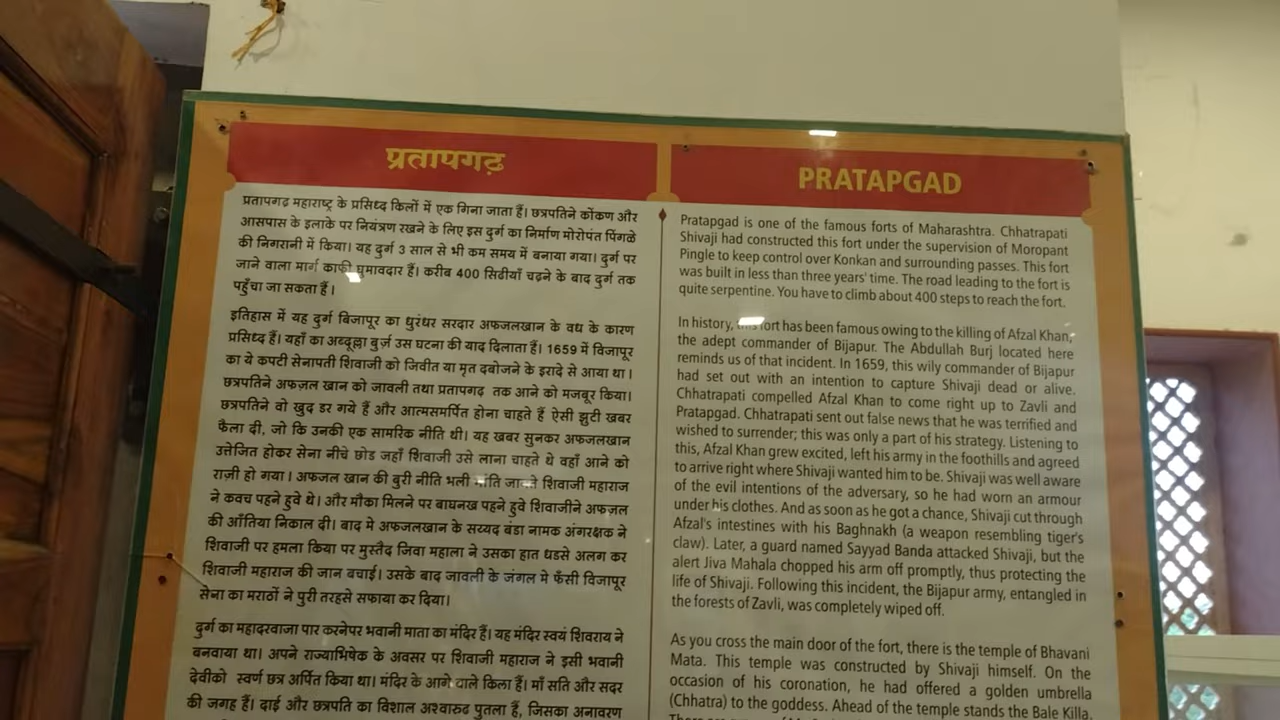 प्रतापगढ़
प्रतापगढ़ महाराष्ट्र के प्रसिध्द किलों में एक गिना जाता हैं। छत्रपतिने कोंकण और
आसपास के इलाके पर नियंत्रण रखने के लिए इस दुर्ग का निर्माण मोरोपंत पिंगळे
की निगरानी में किया। यह दुर्ग 3 साल से भी कम समय में बनाया गया। दुर्ग पर
जाने वाला मार्ग काफी घुमावदार हैं। करीब 400 सिढीयाँ चढ़ने के बाद दुर्ग तक
पहुँचा जा सकता हैं।
इतिहास में यह दुर्ग बिजापूर का धुरंधर सरदार अफजलखान के वध के कारण
प्रसिध्द हैं। यहाँ का अब्दूल्ला बुर्ज़ उस घटना की याद दिलाता हैं। 1659 में विजापूर
का ये कपटी सेनापती शिवाजी को जिवीत या मृत दबोजने के इरादे से आया था।
छत्रपतिने अफज़ल खान को जावली तथा प्रतापगढ़ तक आने को मजबूर किया।
छत्रपतिने वो खुद डर गये हैं और आत्मसमर्पित होना चाहते हैं ऐसी झुटी खबर
फैला दी, जो कि उनकी एक सामरिक नीति थी। यह खबर सुनकर अफजलखान
उत्तेजित होकर सेना नीचे छोड जहाँ शिवाजी उसे लाना चाहते थे वहाँ आने को
राज़ी हो गया। अफजल खान की बुरी नीति भली शिवाजी महाराज
ने कवच पहने हुवे थे। और मौका मिलने पर बाघनख पहने हुवे शिवाजीने अफज़ल
की आँतिया निकाल दी। बाद मे अफजलखान के सय्यद बंडा नामक अंगरक्षक ने
शिवाजी पर हमला किया पर मुस्तैद जिवा महाला ने उसका हात धडसे अलग कर
शिवाजी महाराज की जान बचाई। उसके बाद जावली के जंगल मे फँसी विजापूर
सेना का मराठों ने पुरी तरहसे सफाया कर दिया।
दुर्ग का महादरवाजा पार करनेपर भवानी माता का मंदिर हैं। यह मंदिर स्वयं शिवराय ने
बनवाया था। अपने राज्याभिषेक के अवसर पर शिवाजी महाराज ने इसी भवानी
देवीको स्वर्ण छत्र अर्पित किया था। मंदिर के आगे वाले किला हैं। माँ सति और सदर
की जगह हैं। दाई और छत्रपति का विशाल अश्वारुढ पुतला हैं, जिसका अनावरण
PRATAPGAD
Pratapgad is one of the famous forts of Maharashtra. Chhatrapati
Shivaji had constructed this fort under the supervision of Moropant
Pingle to keep control over Konkan and surrounding passes. This fort
was built in less than three years' time. The road leading to the fort is
quite serpentine. You have to climb about 400 steps to reach the fort.
In history, this fort has been famous owing to the killing of Afzal Khan,
the adept commander of Bijapur. The Abdullah Burj located here
reminds us of that incident. In 1659, this wily commander of Bijapur
had set out with an intention to capture Shivaji dead or alive.
Chhatrapati compelled Afzal Khan to come right up to Zavli and
Pratapgad. Chhatrapati sent out false news that he was terrified and
wished to surrender; this was only a part of his strategy. Listening to
this, Afzal Khan grew excited, left his army in the foothills and agreed
to arrive right where Shivaji wanted him to be. Shivaji was well aware
of the evil intentions of the adversary, so he had worn an armour
under his clothes. And as soon as he got a chance, Shivaji cut through
Afzal's intestines with his Baghnakh (a weapon resembling tiger's
claw). Later, a guard named Sayyad Banda attacked Shivaji, but the
alert Jiva Mahala chopped his arm off promptly, thus protecting the
life of Shivaji. Following this incident, the Bijapur army, entangled in
the forests of Zavli, was completely wiped off.
As you cross the main door of the fort, there is the temple of Bhavani
Mata. This temple was constructed by Shivaji himself. On the
occasion of his coronation, he had offered a golden umbrella
(Chhatra) to the goddess. Ahead of the temple stands the Bale Killa.